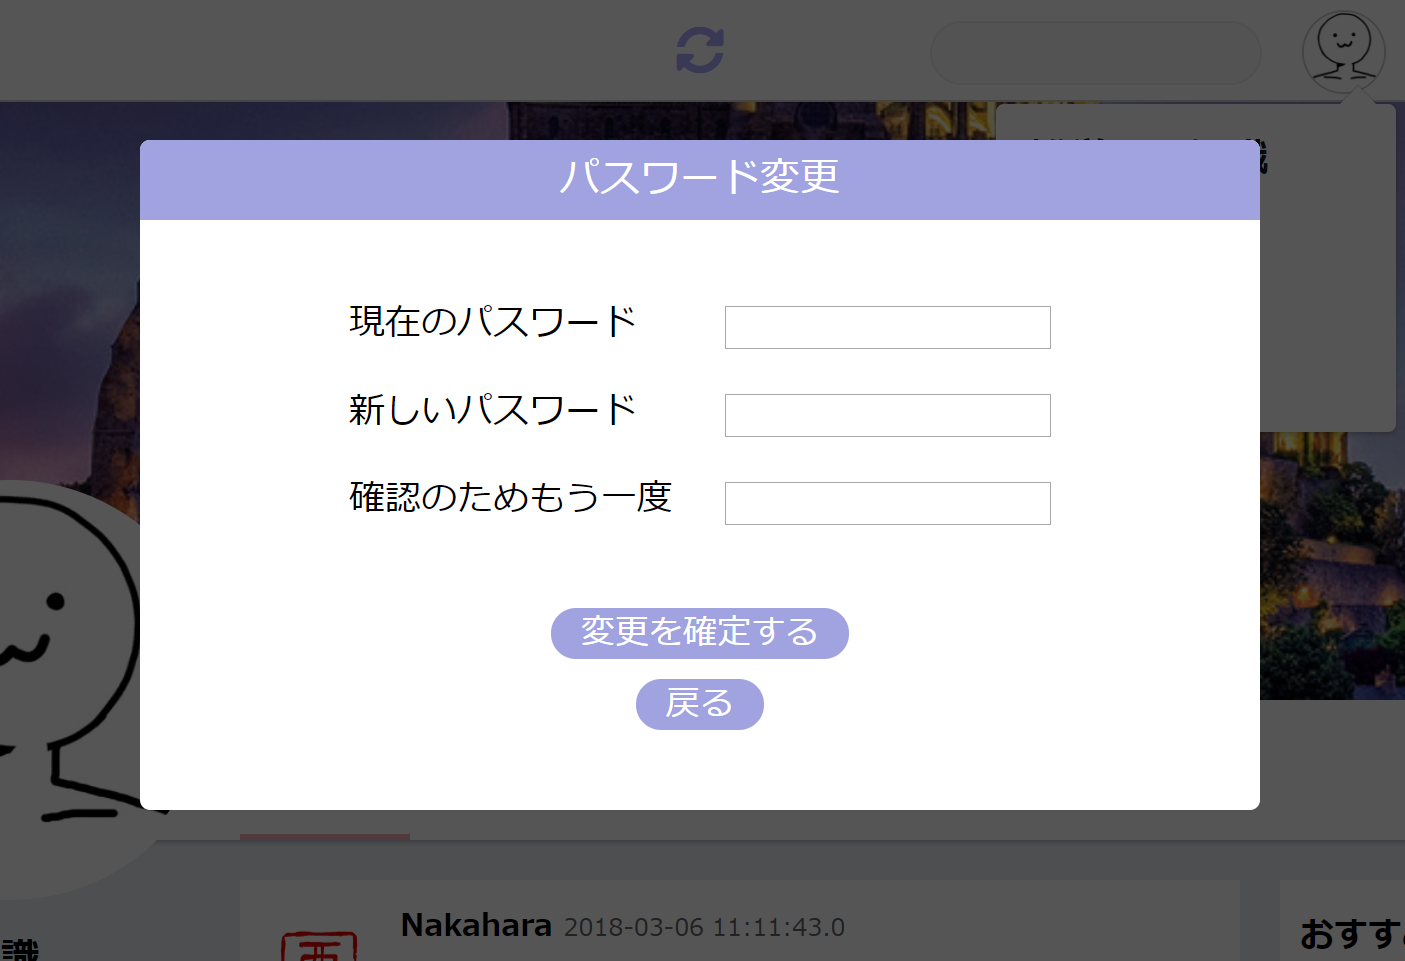 パスワード変更
現在のパスワード
新しいパスワード
確認のためもう一度
変更を確定する
戻る
Nakahara 2018-03-06 11:11:43.0
西
識
おすす